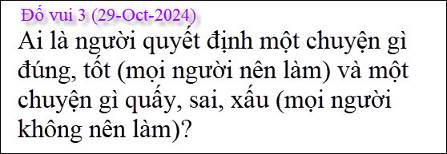 Đố vui 3 (29-Oct-2024)
Ai là người quyết định một chuyện gì
đúng, tốt (mọi người nên làm) và một
chuyện gì quấy, sai, xấu (mọi người
không nên làm)?